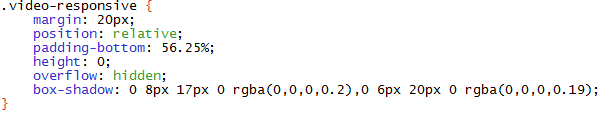 .video-responsive {
    margin: 20px;
    position: relative;
    padding-bottom: 56.25%;
    height: 0;
    overflow: hidden;
    box-shadow: 0 8px 17px 0 rgba(0,0,0,0.2),0 6px 20px 0 rgba(0,0,0,0.19);
}